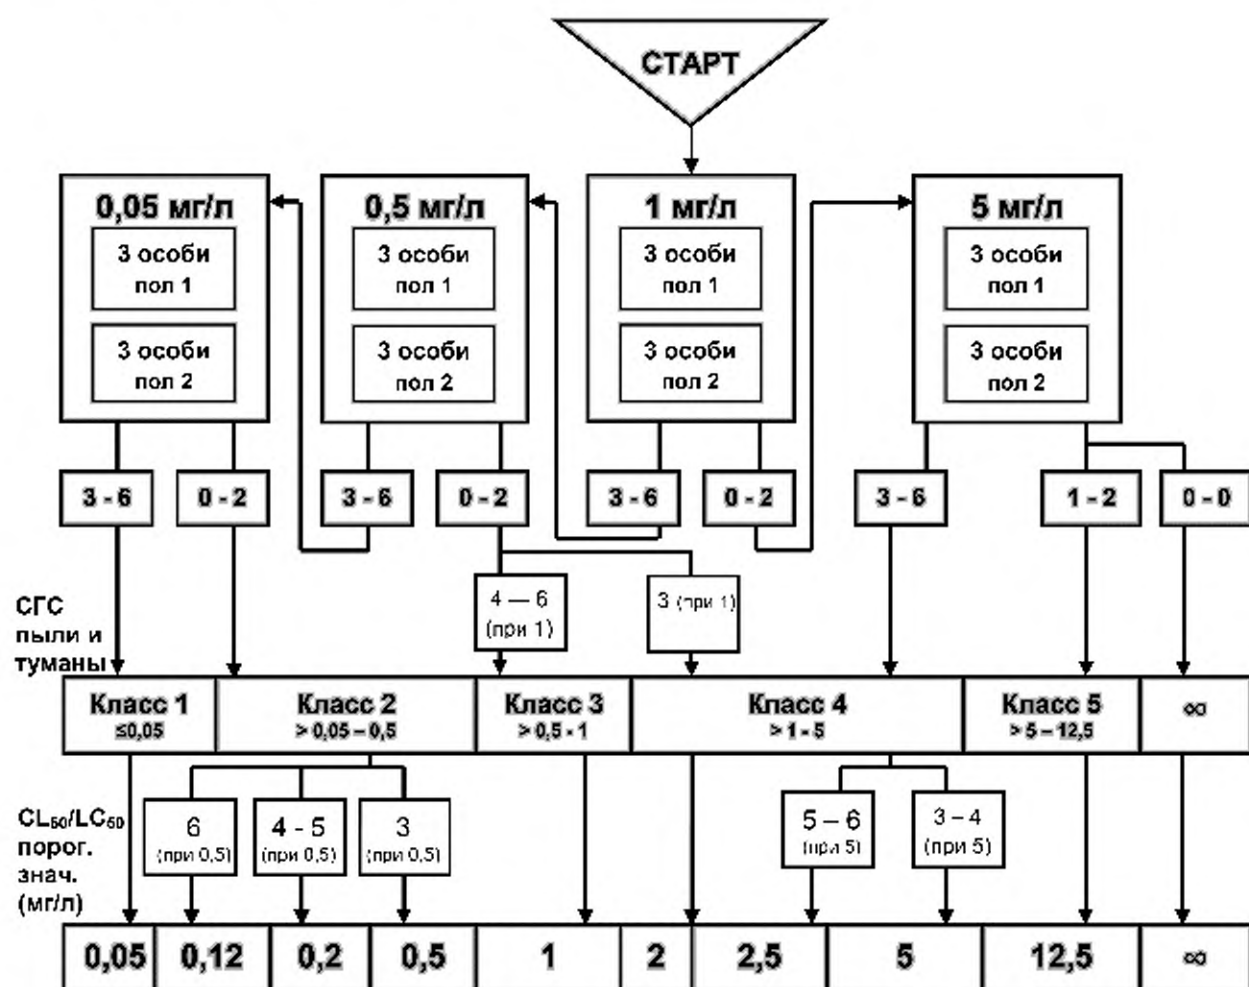 СТАРТ
0,05 мг/л
3 особи
пол 1
3 особи
пол 2
0,5 мг/л
3 особи
пол 1
3 особи
пол 2
1 мг/л
3 особи
пол 1
3 особи
пол 2
5 мг/л
3 особи
пол 1
3 особи
пол 2
3 - 6
0 - 2
3 - 6
0 - 2
3 - 6
0 - 2
3 - 6
1 - 2
0 - 0
4 — 6
(при 1)
3 (при 1)
СГС
пыли и
туманы
Класс 1
≤0,05
Класс 2
> 0,05 – 0,5
Класс 3
> 0,5 - 1
Класс 4
> 1 - 5
Класс 5
> 5 – 12,5
∞
6
(при 0,5)
4 - 5
(при 0,5)
3
(при 0,5)
5 – 6
(при 5)
3 – 4
(при 5)
CL₅₀/LC₅₀
порог.
знач.
(мг/л)
0,05
0,12
0,2
0,5
1
2
2,5
5
12,5
∞